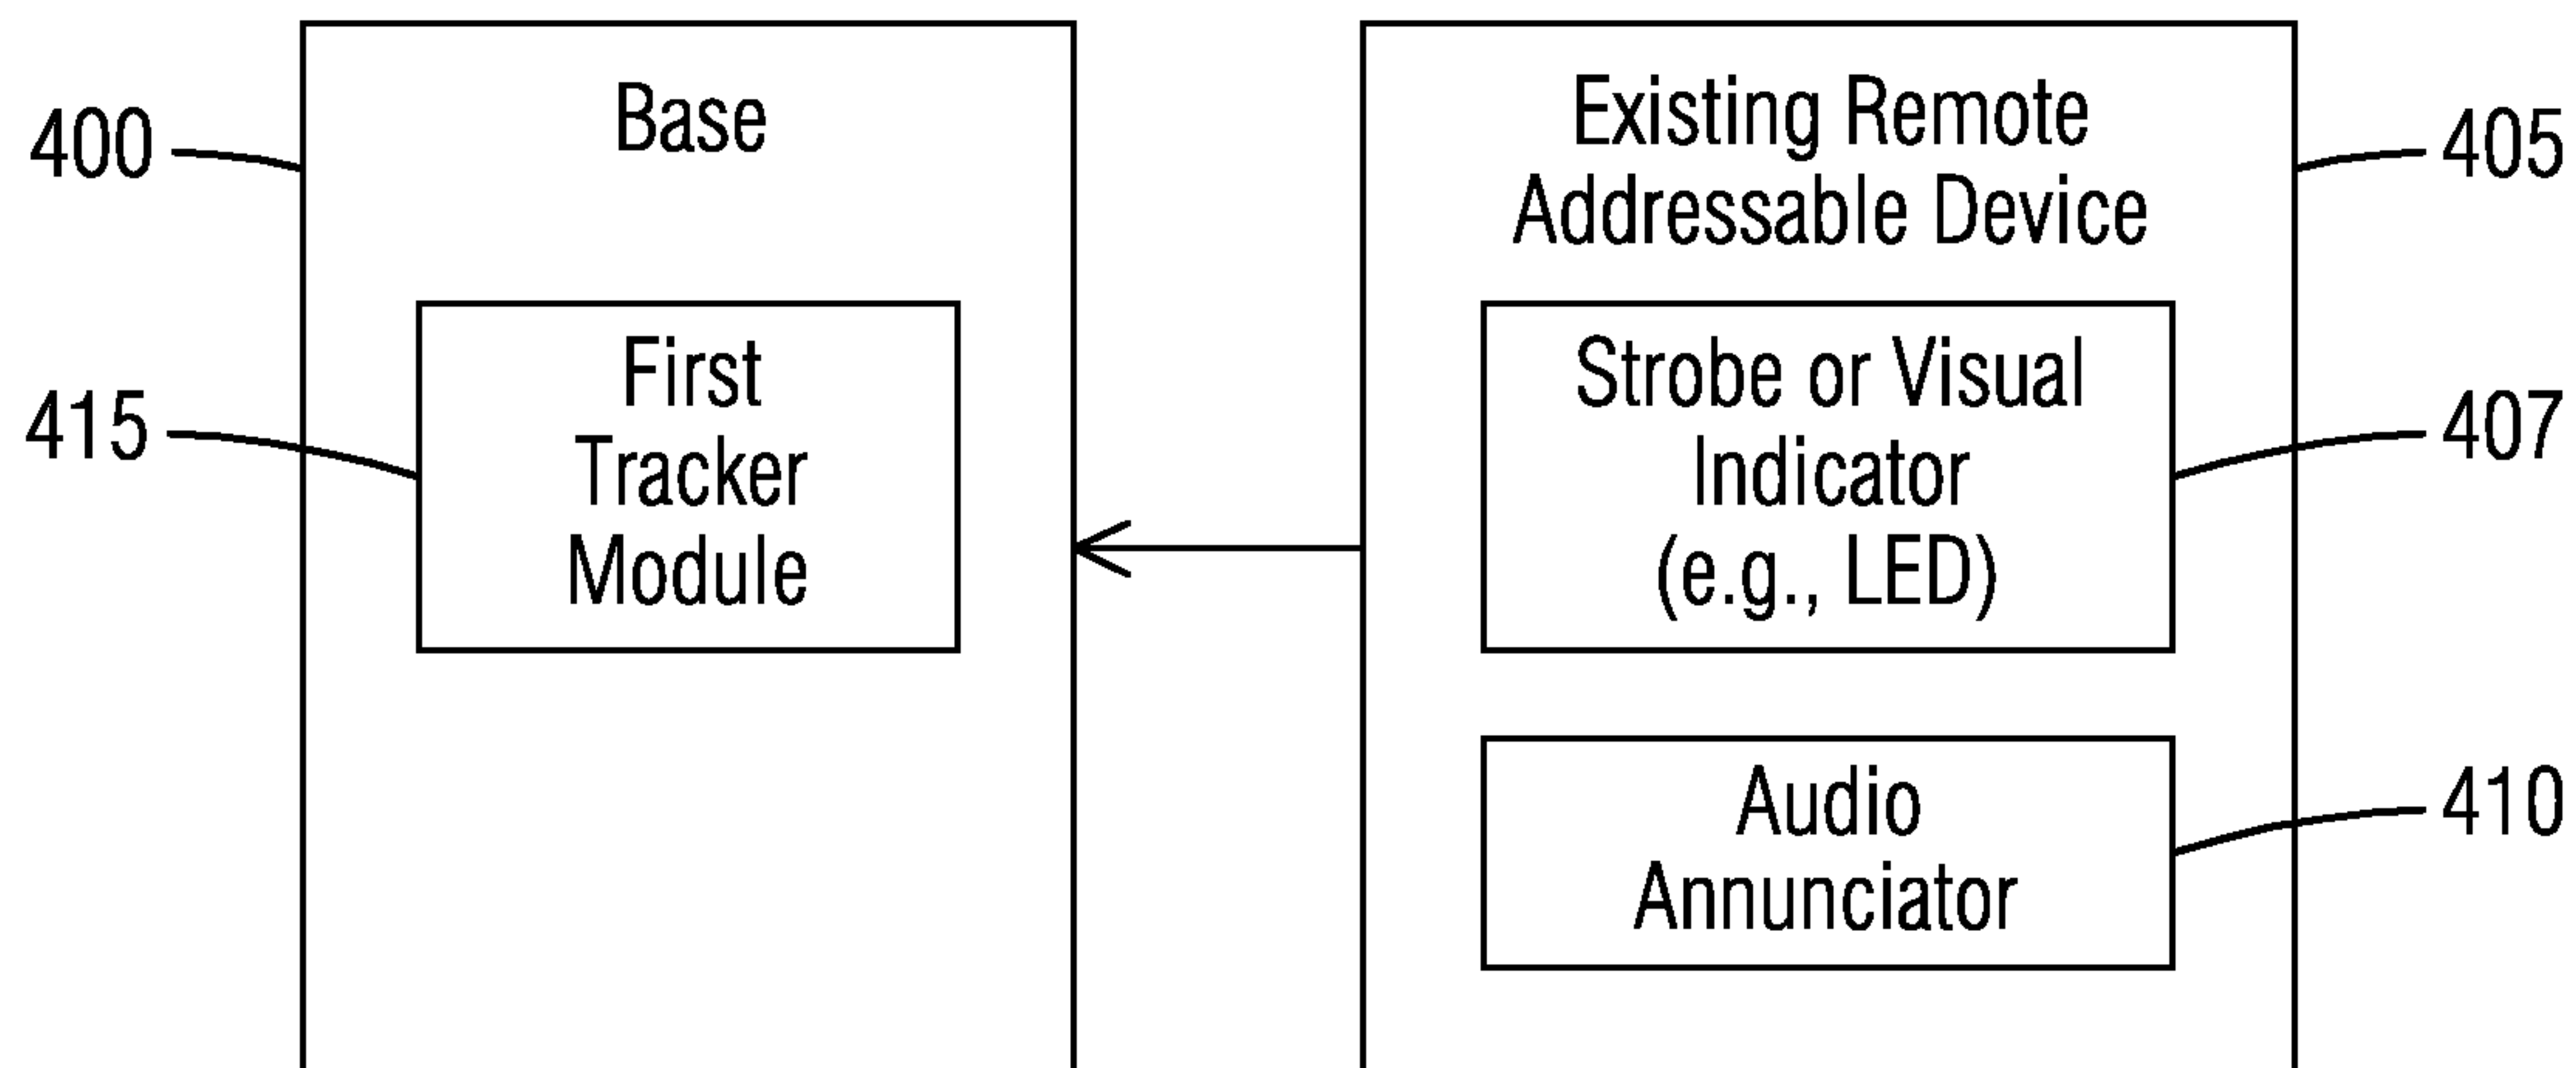 400
Base
415
First
Tracker
Module
Existing Remote
Addressable Device
405
Strobe or Visual
Indicator
(e.g., LED)
407
Audio
Annunciator
410